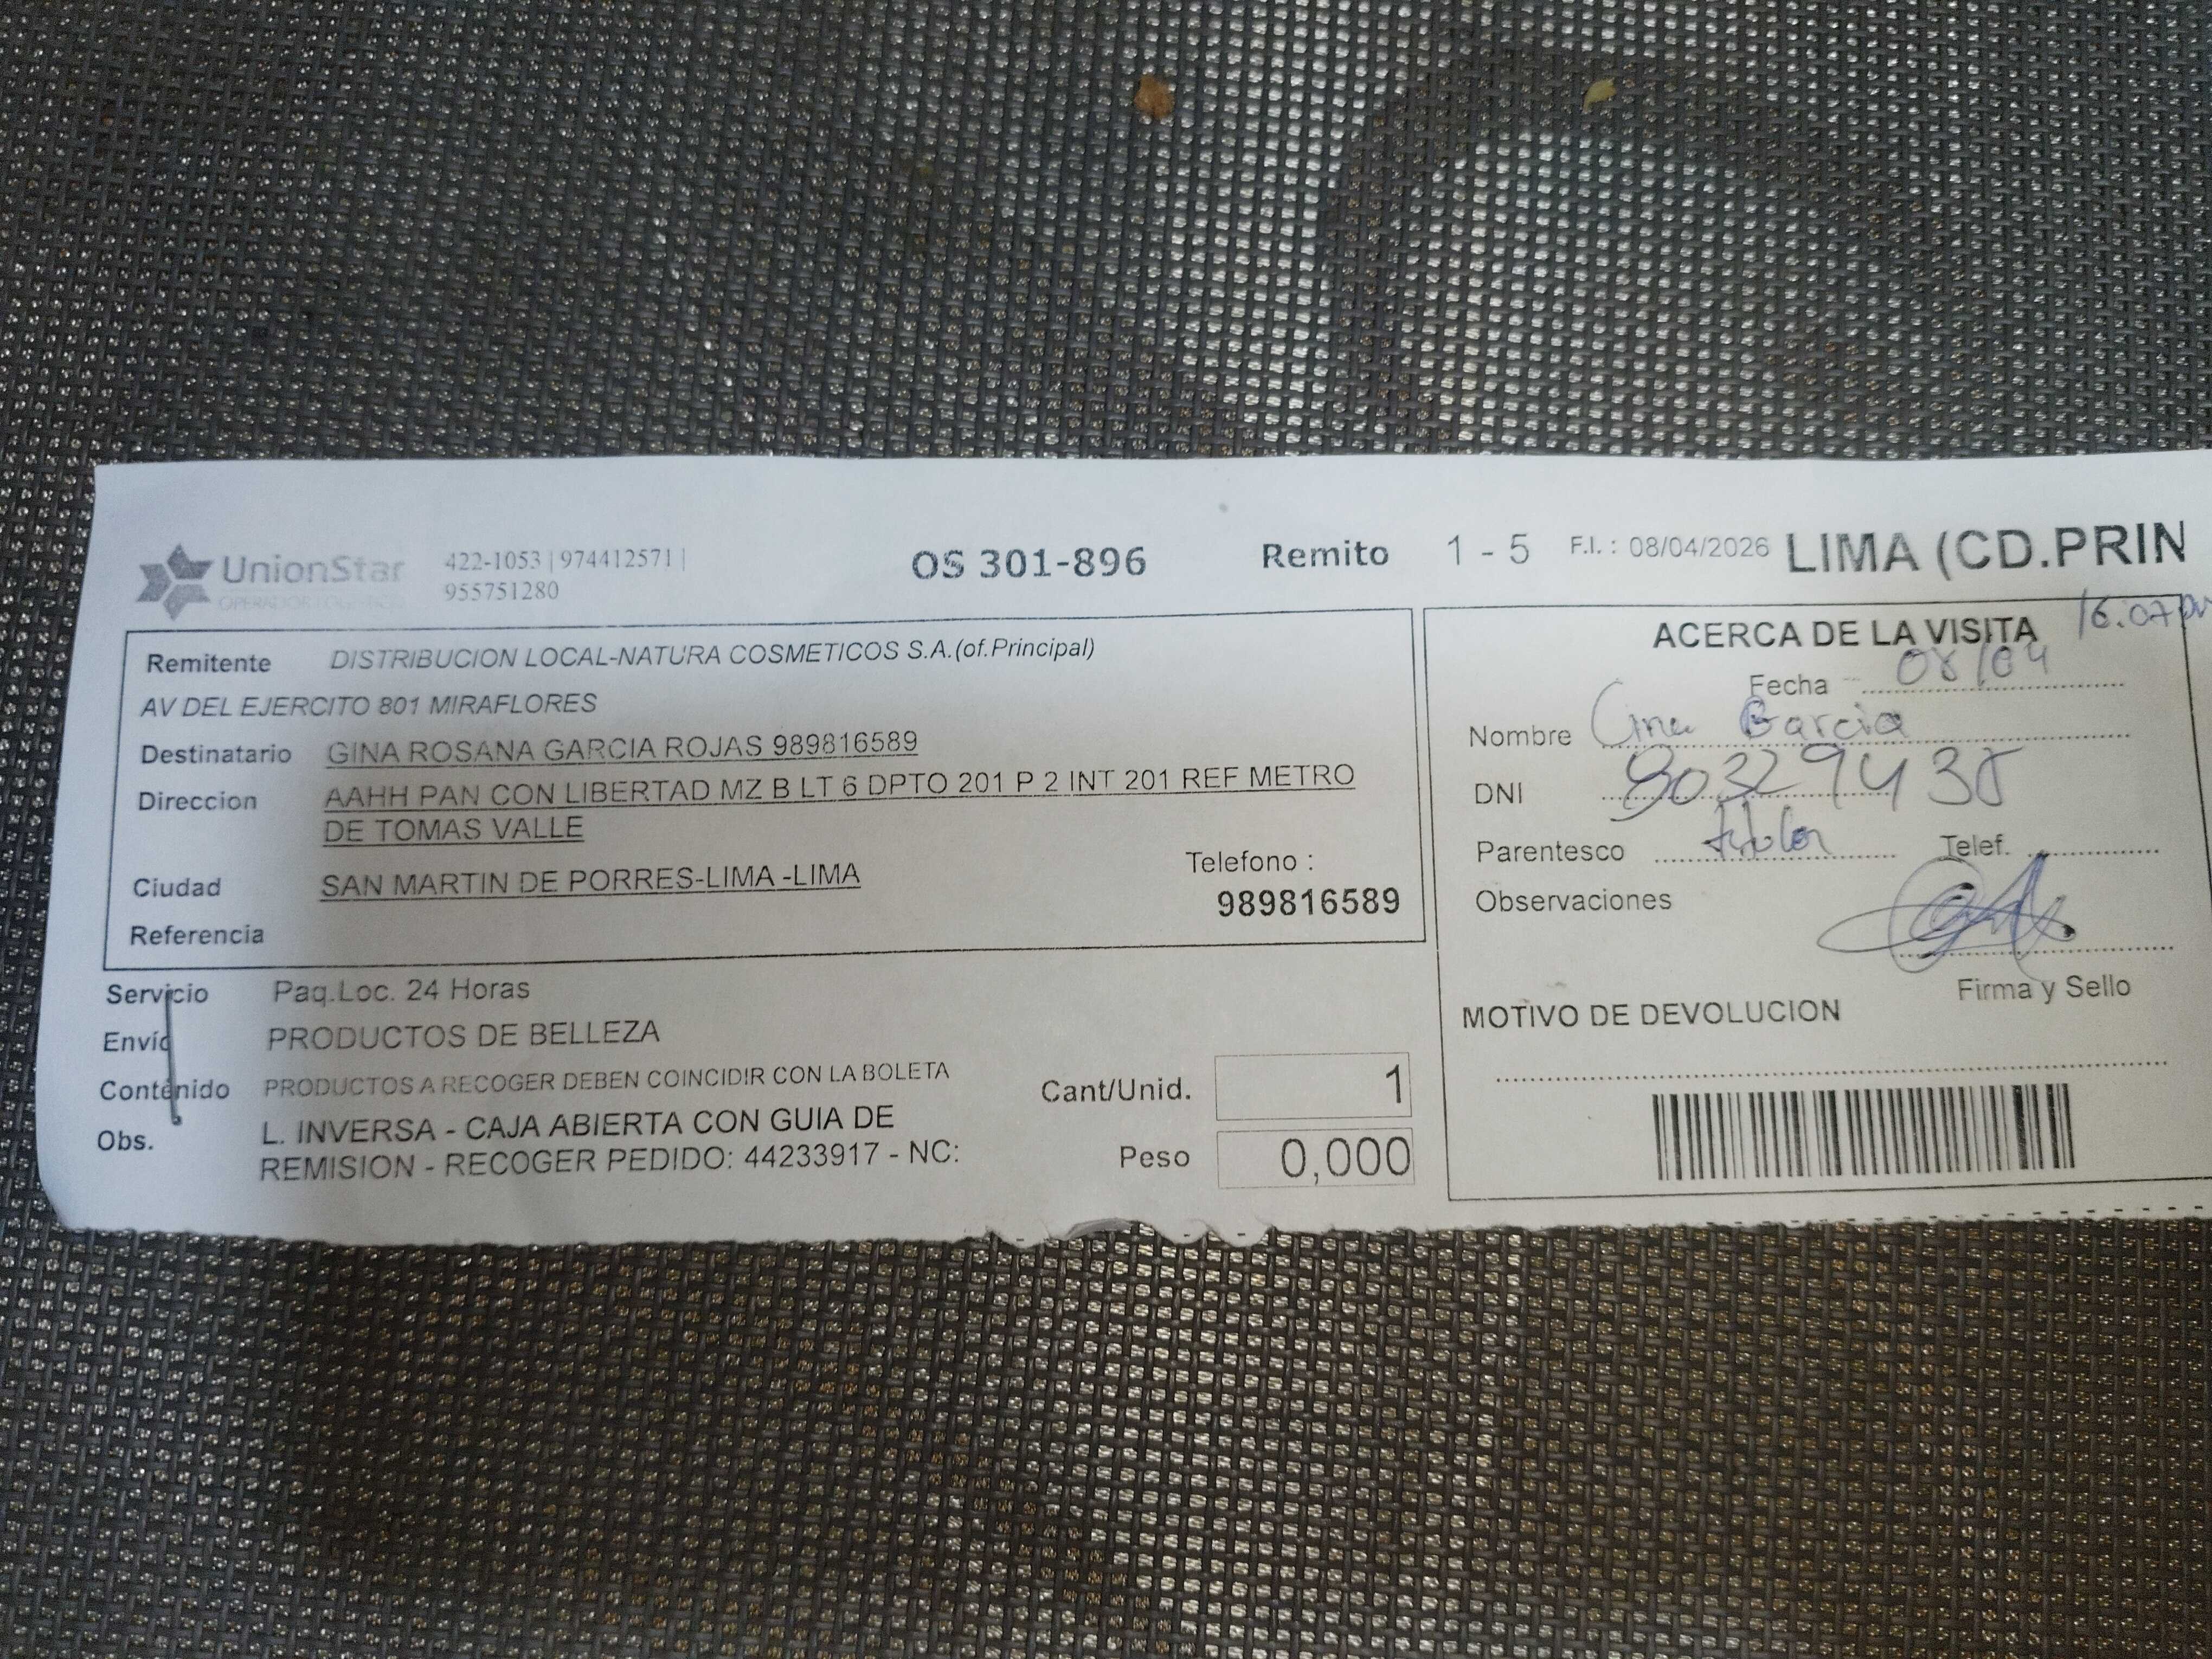 UnionStar
OPERADOR LOGISTICO
422-1053 | 974412571 |
955751280
OS 301-896
Remito 1 - 5
F.I. : 08/04/2026
LIMA (CD.PRIN
Remitente DISTRIBUCION LOCAL-NATURA COSMETICOS S.A.(of.Principal)
AV DEL EJERCITO 801 MIRAFLORES
Destinatario GINA ROSANA GARCIA ROJAS 989816589
Direccion AAHH PAN CON LIBERTAD MZ B LT 6 DPTO 201 P 2 INT 201 REF METRO
DE TOMAS VALLE
Ciudad SAN MARTIN DE PORRES-LIMA -LIMA
Telefono :
989816589
Referencia
Servicio Paq.Loc. 24 Horas
Envío PRODUCTOS DE BELLEZA
Contenido PRODUCTOS A RECOGER DEBEN COINCIDIR CON LA BOLETA
Obs. L. INVERSA - CAJA ABIERTA CON GUIA DE
REMISION - RECOGER PEDIDO: 44233917 - NC:
Cant/Unid. 1
Peso 0,000
ACERCA DE LA VISITA
16:07pm
Fecha 08/04
Nombre Gina Garcia
DNI 80329438
Parentesco titular Telef.
Observaciones
Firma y Sello
MOTIVO DE DEVOLUCION